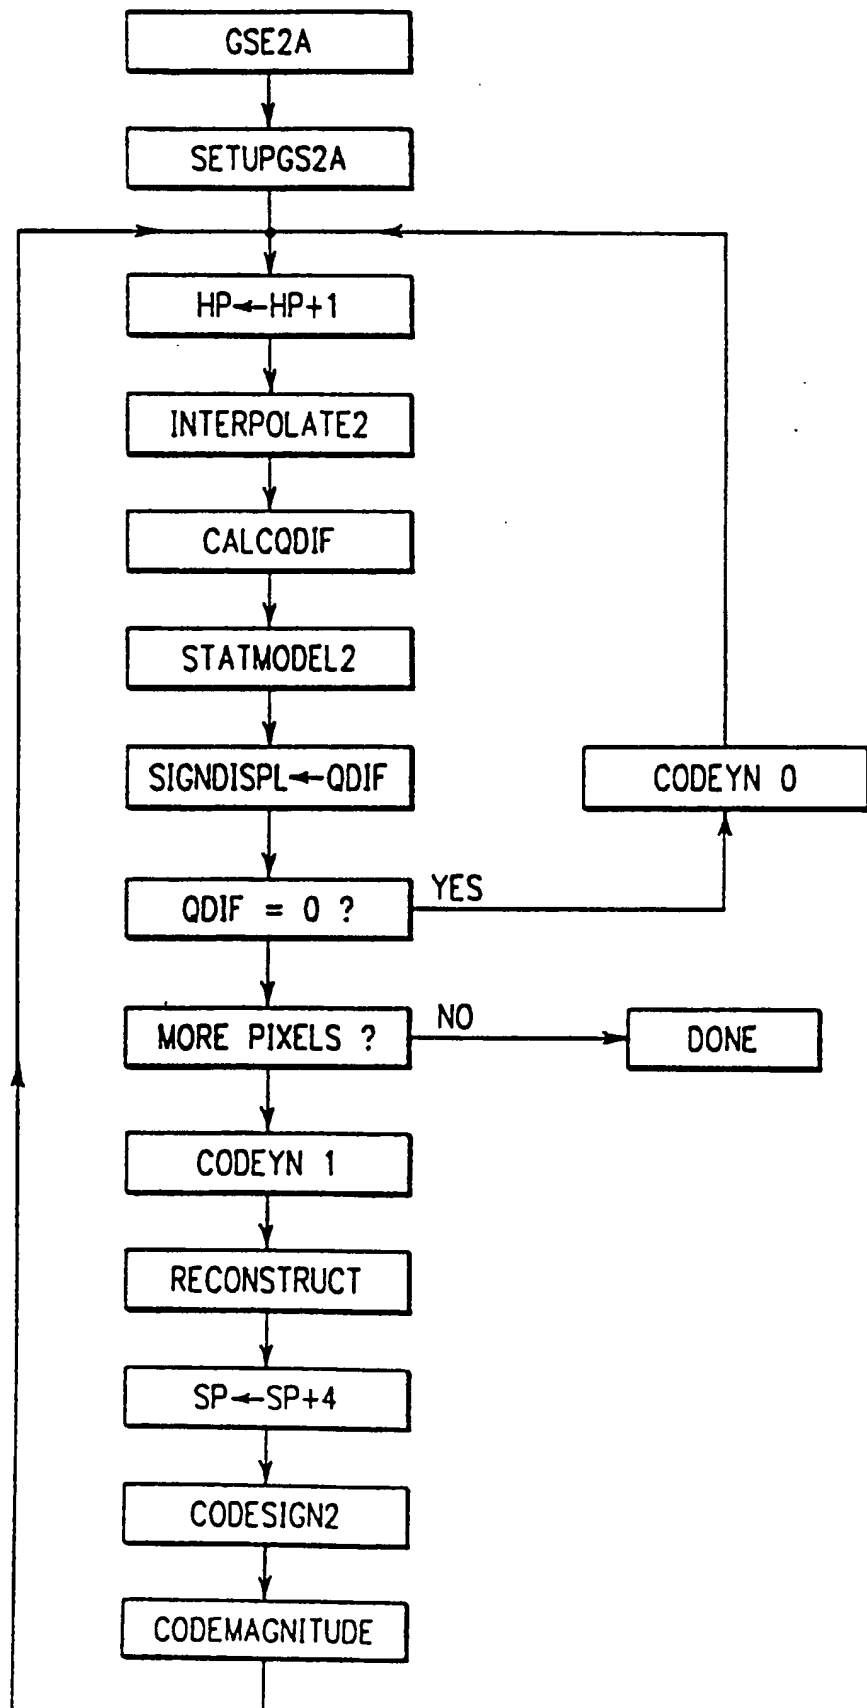 GSE2A
SETUPGS2A
HP←HP+1
INTERPOLATE2
CALCQDIF
STATMODEL2
SIGNDISPL←QDIF
CODEYN 0
QDIF = 0 ?
YES
MORE PIXELS ?
NO
DONE
CODEYN 1
RECONSTRUCT
SP←SP+4
CODESIGN2
CODEMAGNITUDE